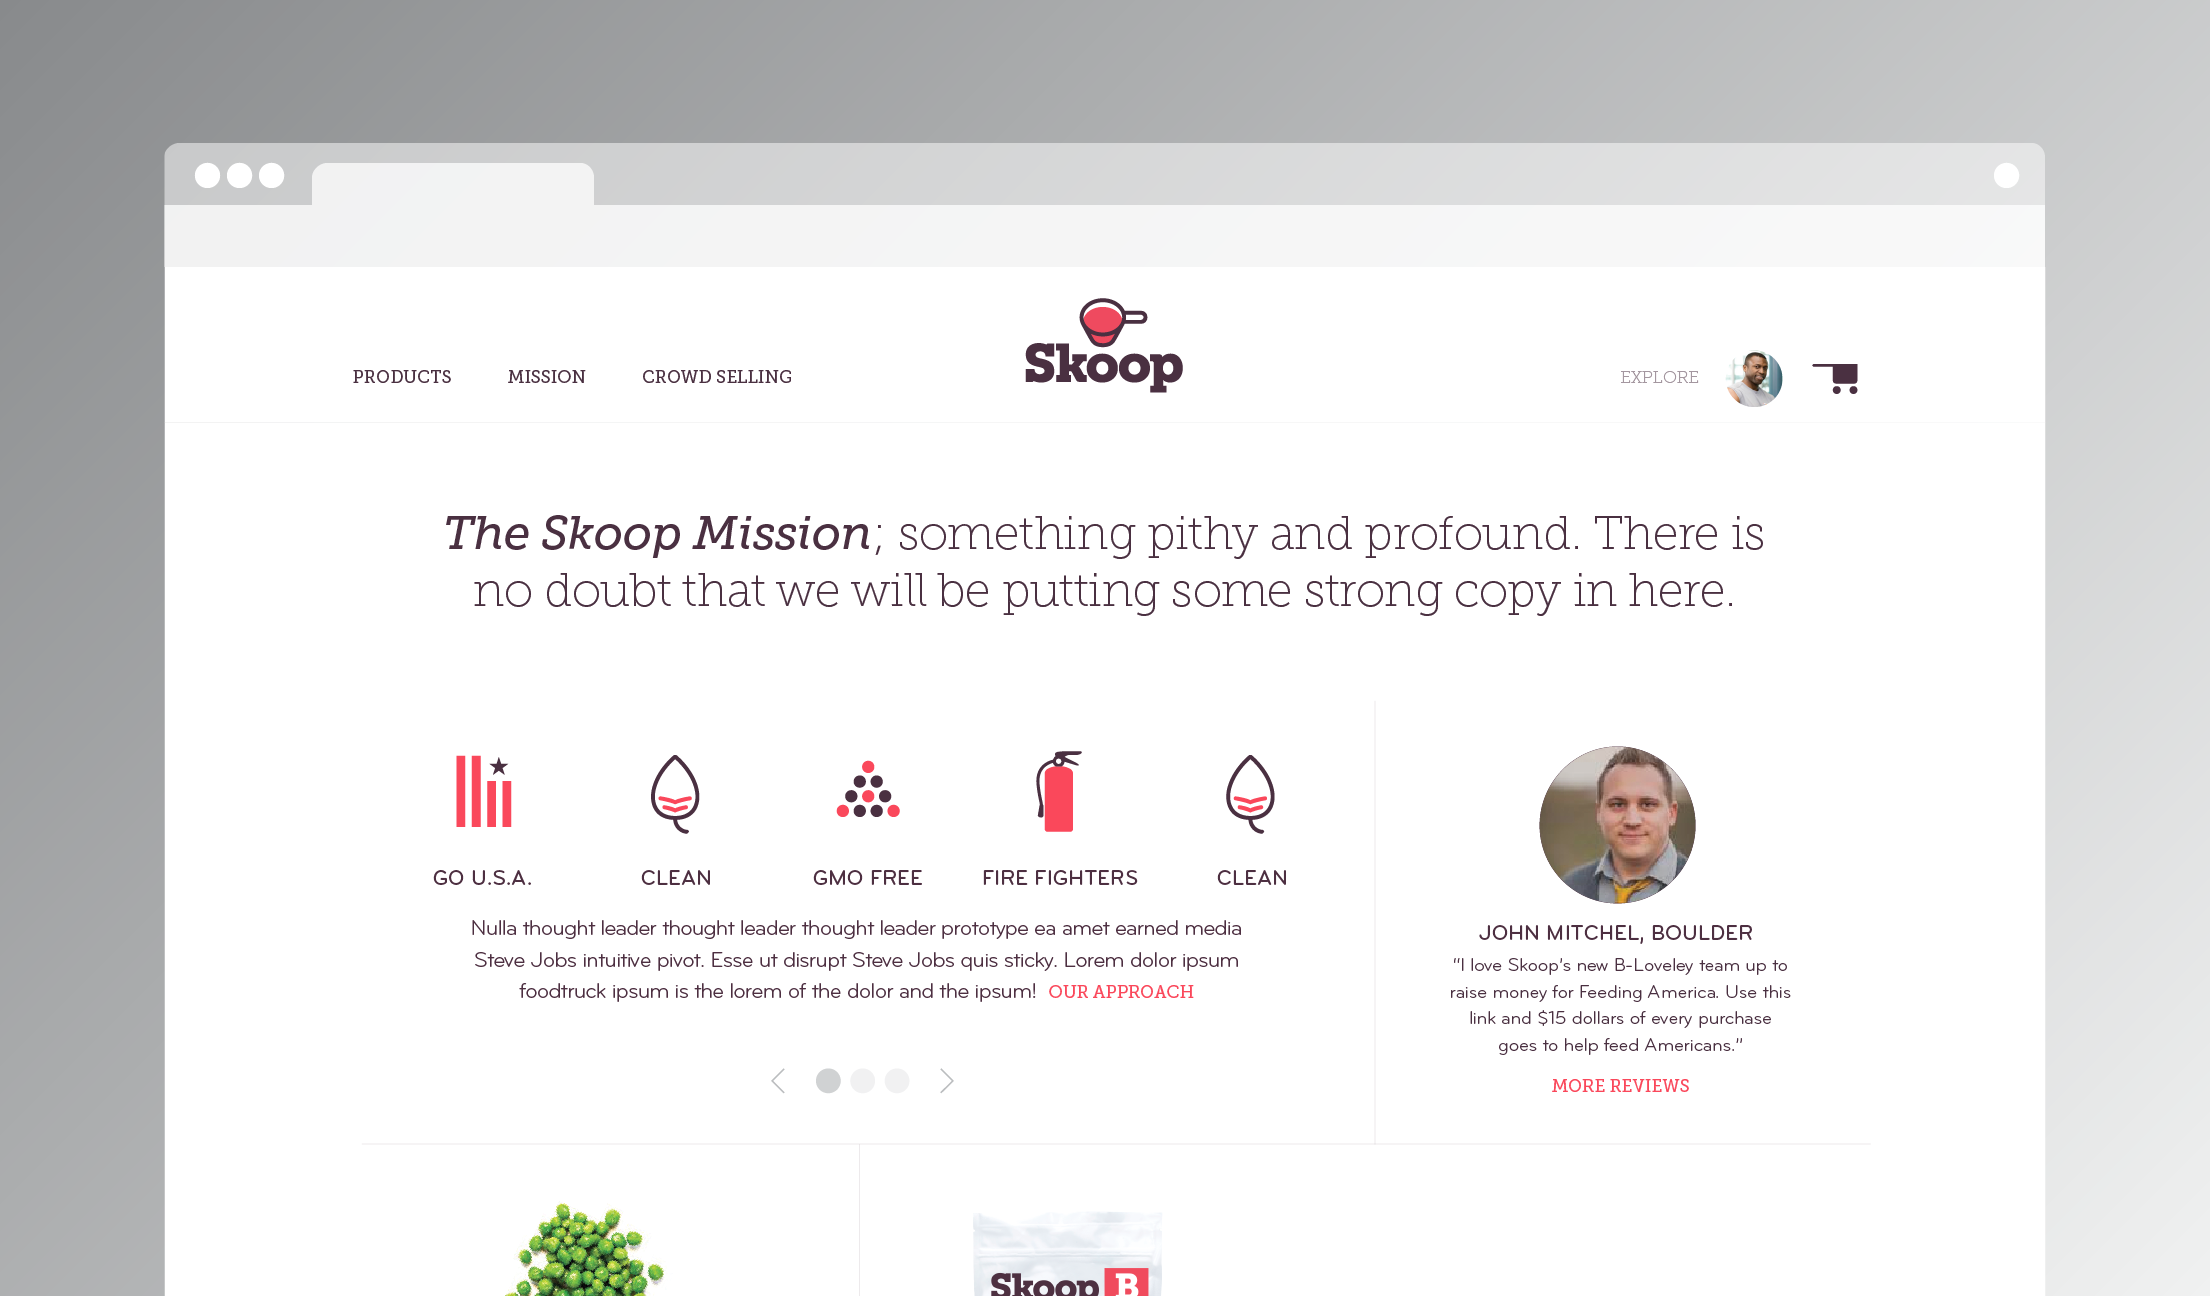 Skoop
PRODUCTS MISSION CROWD SELLING
EXPLORE
The Skoop Mission; something pithy and profound. There is
no doubt that we will be putting some strong copy in here.
GO U.S.A.
CLEAN
GMO FREE
FIRE FIGHTERS
CLEAN
Nulla thought leader thought leader thought leader prototype ea amet earned media
Steve Jobs intuitive pivot. Esse ut disrupt Steve Jobs quis sticky. Lorem dolor ipsum
foodtruck ipsum is the lorem of the dolor and the ipsum! OUR APPROACH
JOHN MITCHEL, BOULDER
“I love Skoop’s new B-Loveley team up to
raise money for Feeding America. Use this
link and $15 dollars of every purchase
goes to help feed Americans.”
MORE REVIEWS
Skoop B